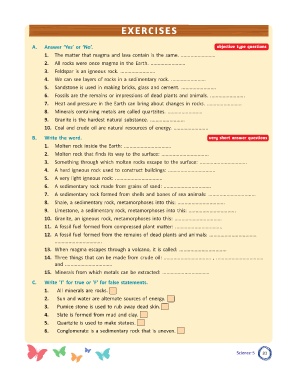 EXERCISES
A. Answer 'Yes' or 'No'. objective type questions
1. The matter that magma and lava contain is the same. ....................
2. All rocks were once magma in the Earth. ....................
3. Feldspar is an igneous rock. ....................
4. We can see layers of rocks in a sedimentary rock. ....................
5. Sandstone is used in making bricks, glass and cement. ....................
6. Fossils are the remains or impressions of dead plants and animals. ....................
7. Heat and pressure in the Earth can bring about changes in rocks. ....................
8. Minerals containing metals are called quartzites. ....................
9. Granite is the hardest natural substance. ....................
10. Coal and crude oil are natural resources of energy. ....................
B. Write the word. very short answer questions
1. Molten rock inside the Earth: ....................
2. Molten rock that finds its way to the surface: ....................
3. Something through which molten rocks escape to the surface: ....................
4. A hard igneous rock used to construct buildings: ....................
5. A very light igneous rock: ....................
6. A sedimentary rock made from grains of sand: ....................
7. A sedimentary rock formed from shells and bones of sea animals: ....................
8. Shale, a sedimentary rock, metamorphoses into this: ....................
9. Limestone, a sedimentary rock, metamorphoses into this: ....................
10. Granite, an igneous rock, metamorphoses into this: ....................
11. A fossil fuel formed from compressed plant matter: ....................
12. A fossil fuel formed from the remains of dead plants and animals: ....................
....................
13. When magma escapes through a volcano, it is called: ....................
14. Three things that can be made from crude oil: ...................., ....................
and ....................
15. Minerals from which metals can be extracted: ....................
C. Write 'T' for true or 'F' for false statements.
1. All minerals are rocks.
2. Sun and water are alternate sources of energy.
3. Pumice stone is used to rub away dead skin.
4. Slate is formed from mud and clay.
5. Quartzite is used to make statues.
6. Conglomerate is a sedimentary rock that is uneven.
Science-5